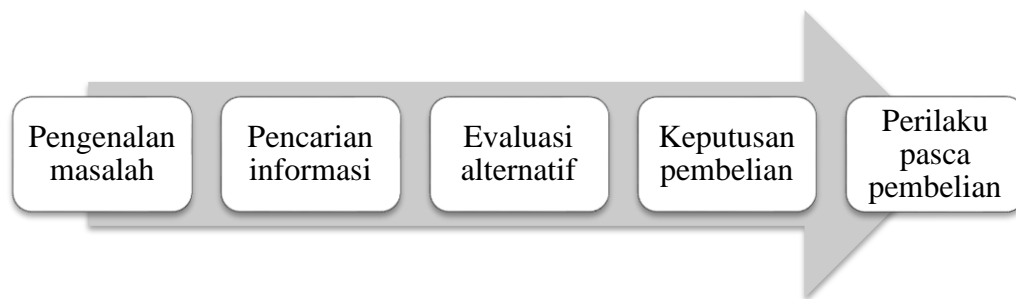 Pengenalan
masalah
Pencarian
informasi
Evaluasi
alternatif
Keputusan
pembelian
Perilaku
pasca
pembelian